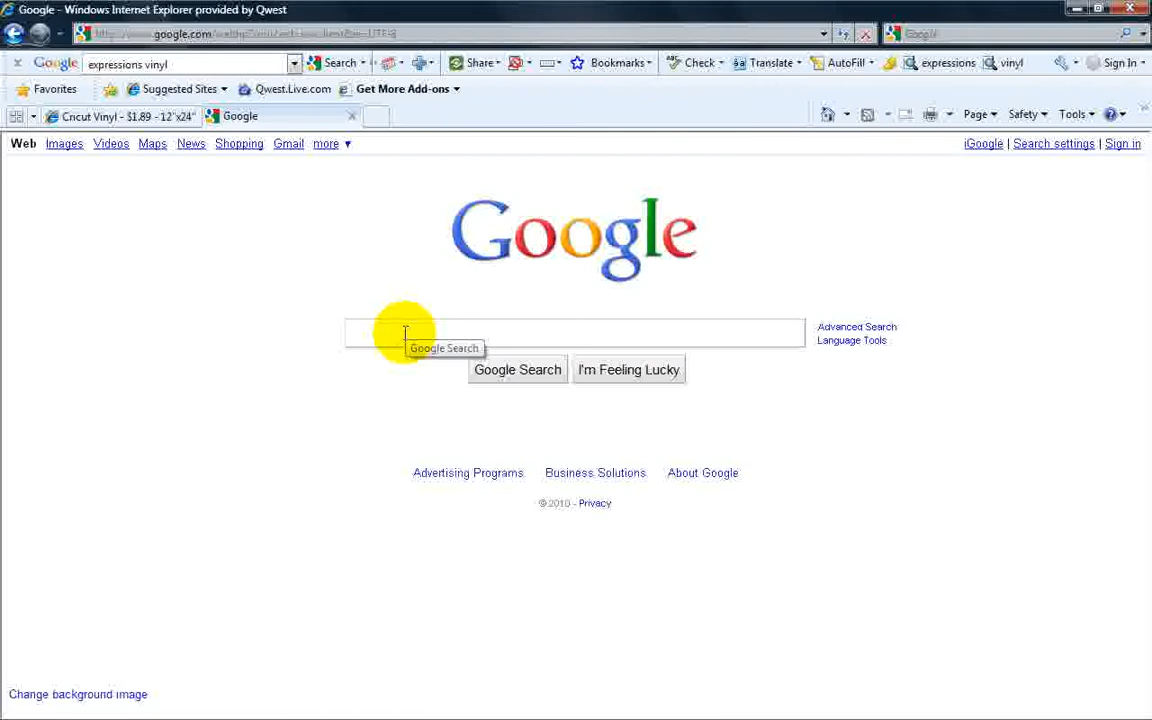 Google - Windows Internet Explorer provided by Qwest
google.com
Google
Google expressions vinyl Search Share Bookmarks Check Translate AutoFill expressions vinyl Sign In
Favorites Suggested Sites Qwest.Live.com Get More Add-ons
Cricut Vinyl - $1.89 - 12"x24" Google Page Safety Tools
Web Images Videos Maps News Shopping Gmail more iGoogle | Search settings | Sign in
Google
Advanced Search
Language Tools
Google Search
Google Search I'm Feeling Lucky
Advertising Programs Business Solutions About Google
© 2010 - Privacy
Change background image